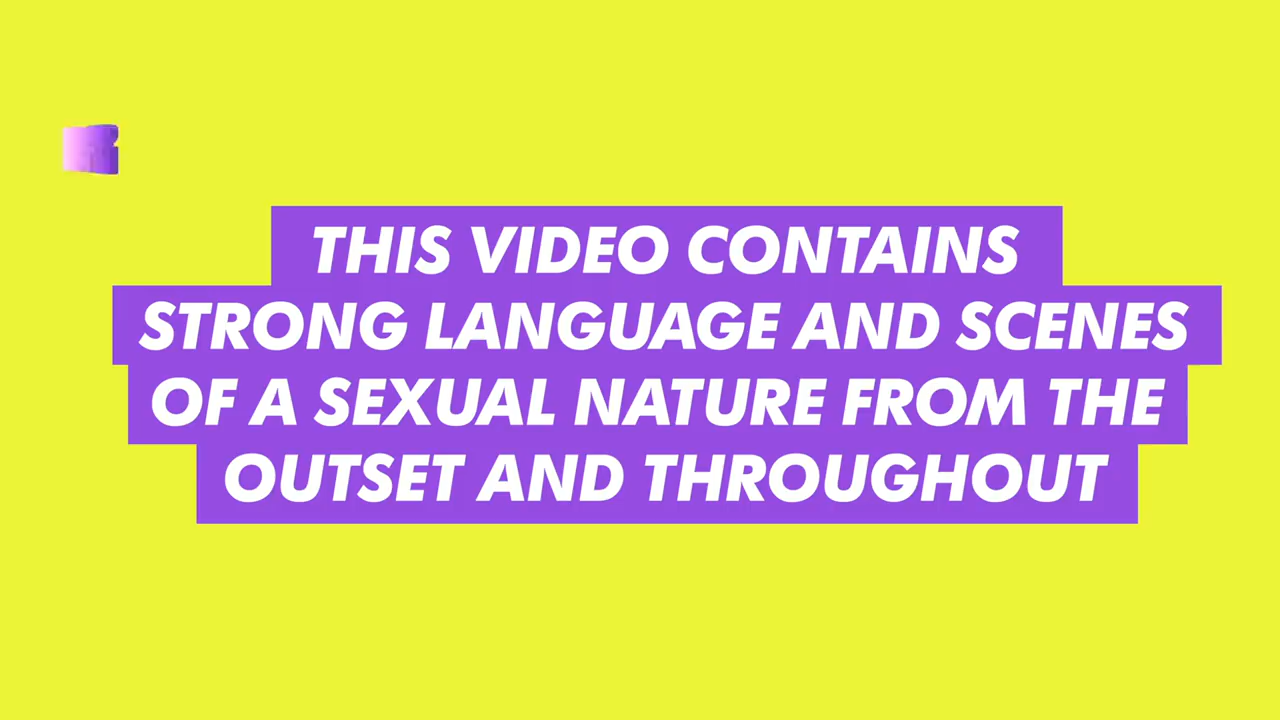 THIS VIDEO CONTAINS
STRONG LANGUAGE AND SCENES
OF A SEXUAL NATURE FROM THE
OUTSET AND THROUGHOUT